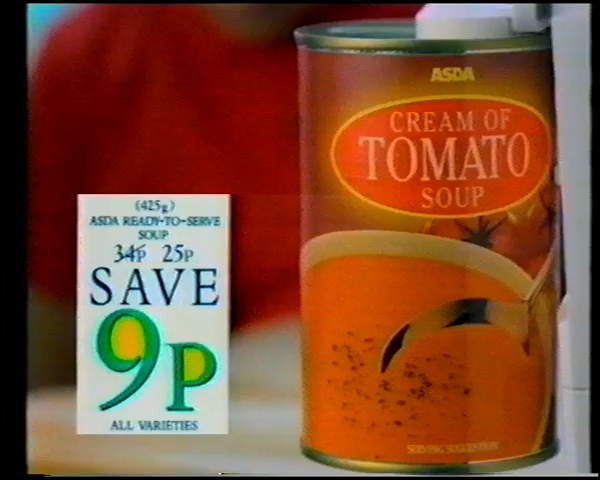 (425g)
ASDA READY-TO-SERVE
SOUP
34p 25p
SAVE
9p
ALL VARIETIES
ASDA
CREAM OF
TOMATO
SOUP
SERVING SUGGESTION